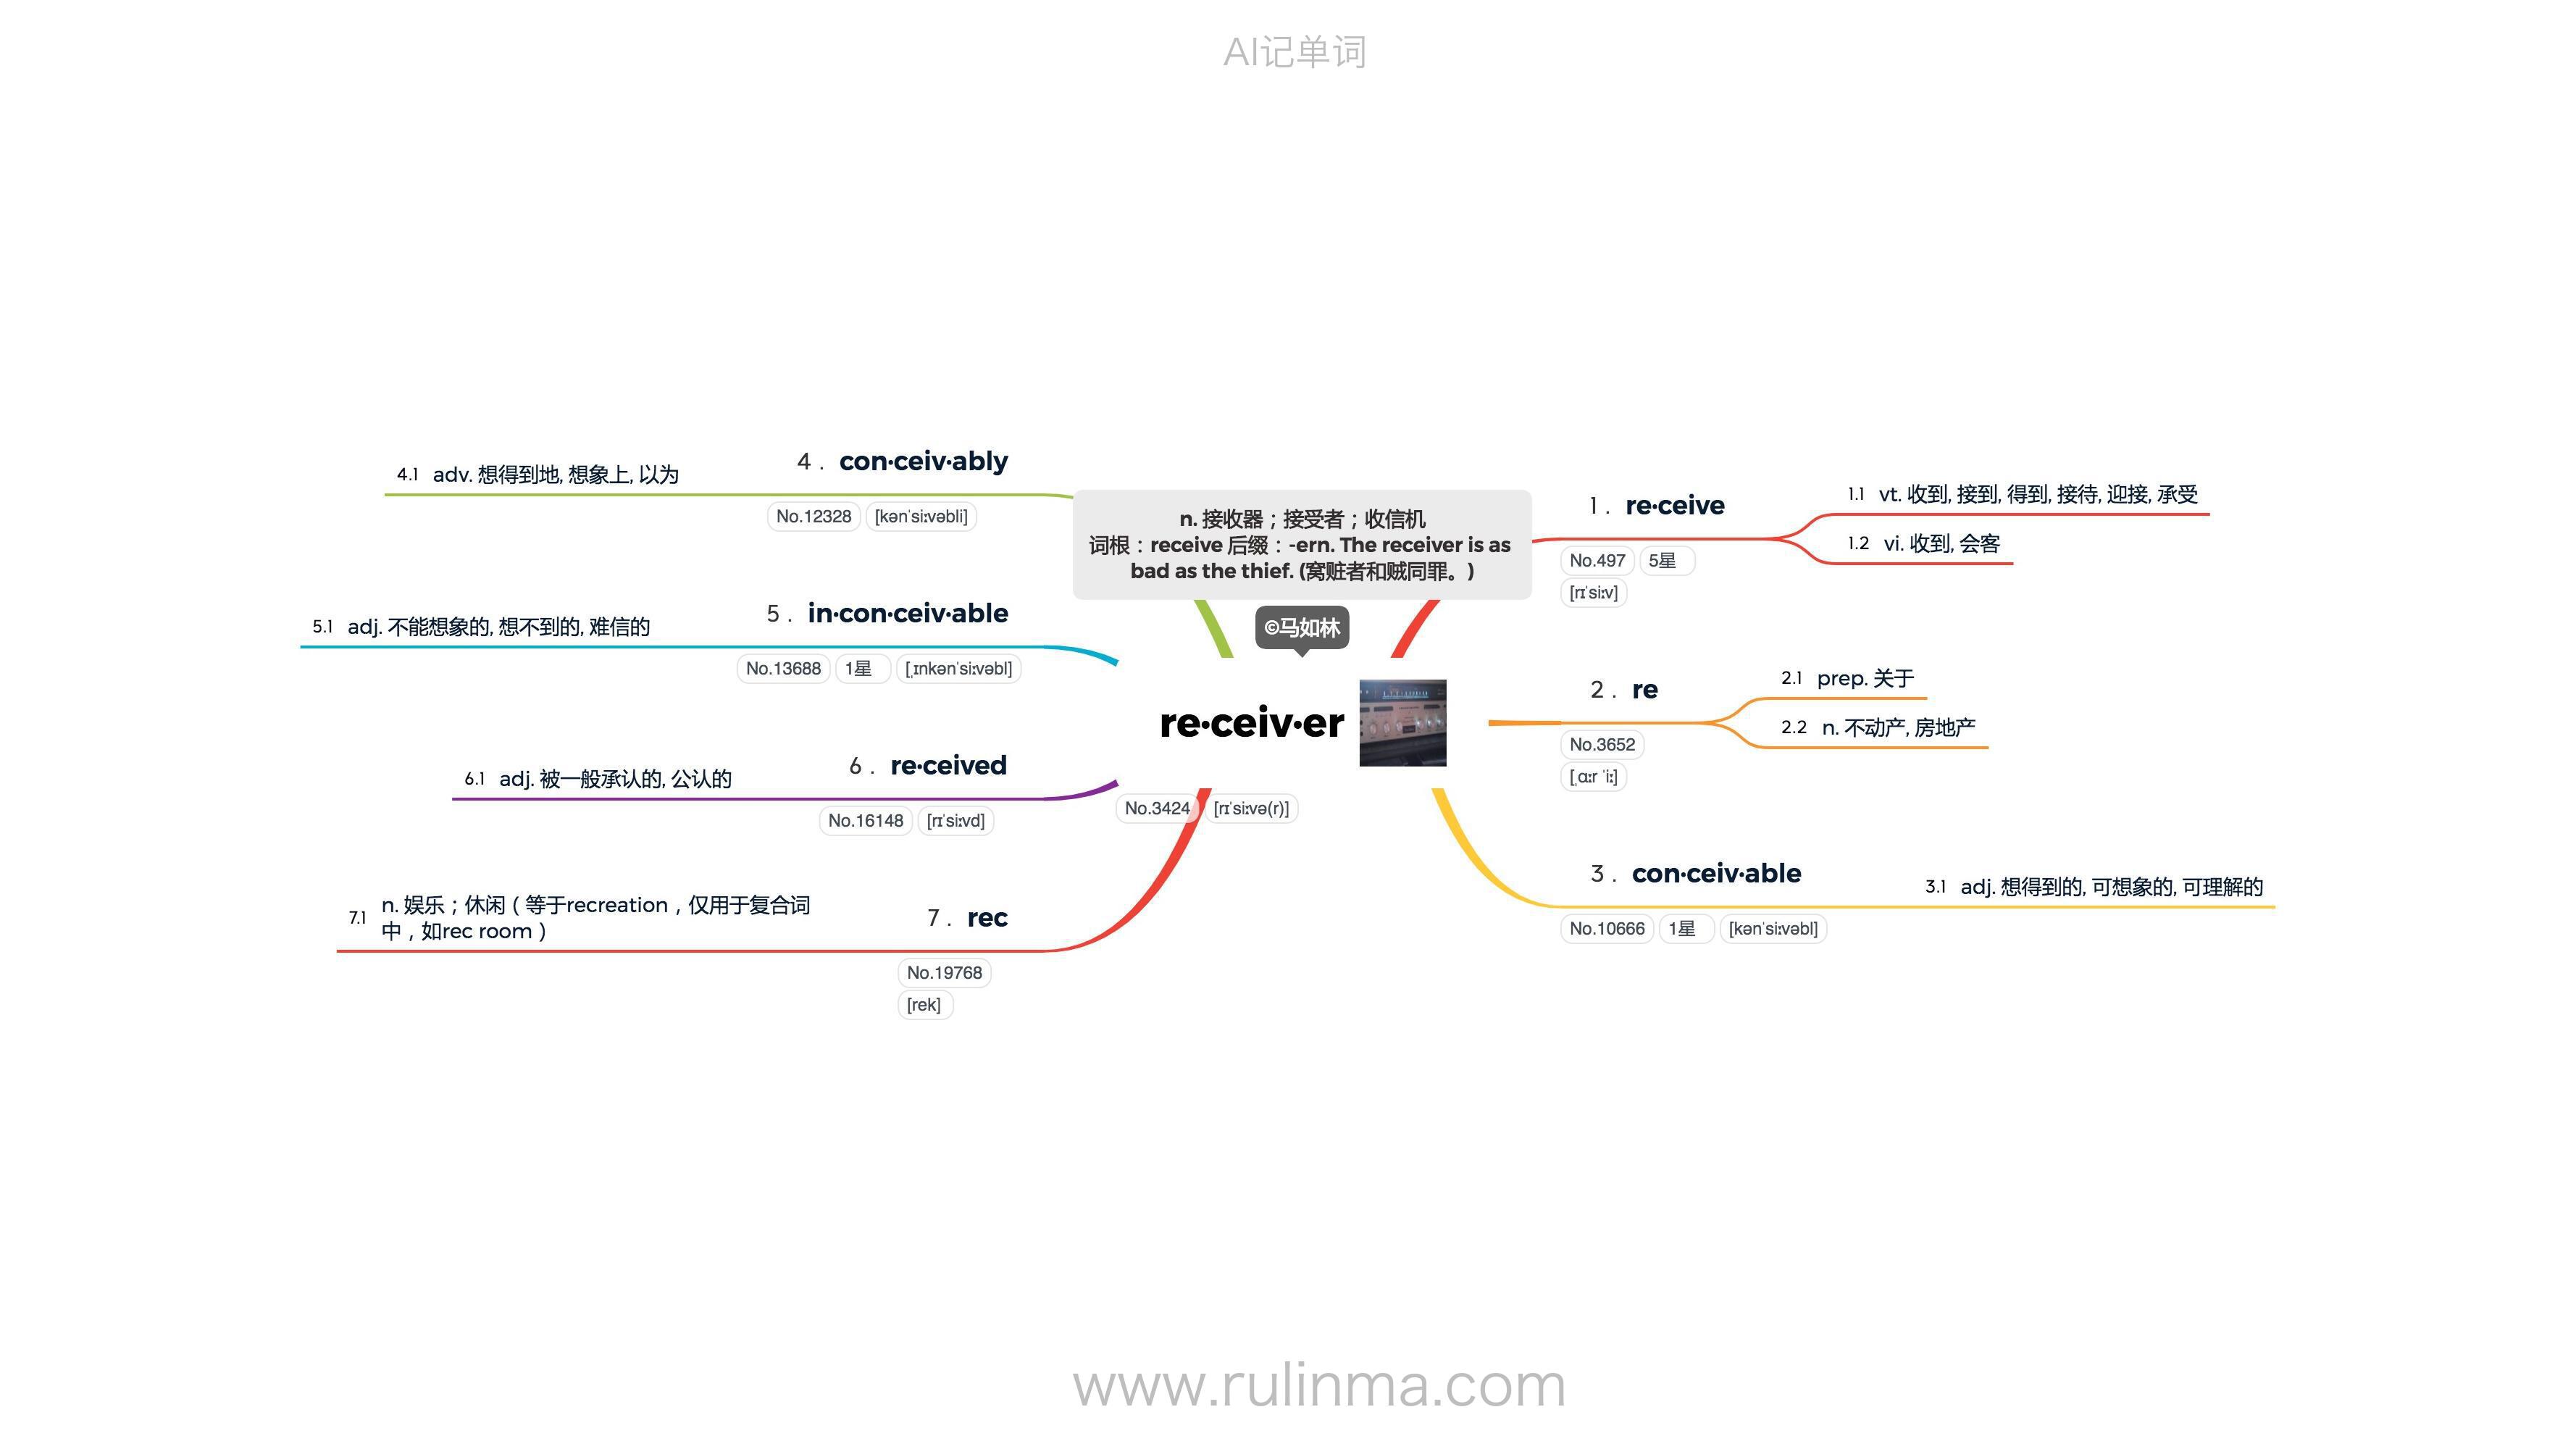 AI记单词
n. 接收器；接受者；收信机
词根：receive 后缀：-ern. The receiver is as
bad as the thief. (窝赃者和贼同罪。)
©马如林
re·ceiv·er
No.3424 [rɪˈsiːvə(r)]
1. re·ceive
No.497 5星
[rɪˈsiːv]
1.1 vt. 收到, 接到, 得到, 接待, 迎接, 承受
1.2 vi. 收到, 会客
2. re
No.3652
[ˌɑːr ˈiː]
2.1 prep. 关于
2.2 n. 不动产, 房地产
3. con·ceiv·able
No.10666 1星 [kənˈsiːvəbl]
3.1 adj. 想得到的, 可想象的, 可理解的
4. con·ceiv·ably
No.12328 [kənˈsiːvəbli]
4.1 adv. 想得到地, 想象上, 以为
5. in·con·ceiv·able
No.13688 1星 [ˌɪnkənˈsiːvəbl]
5.1 adj. 不能想象的, 想不到的, 难信的
6. re·ceived
No.16148 [rɪˈsiːvd]
6.1 adj. 被一般承认的, 公认的
7. rec
No.19768
[rek]
7.1 n. 娱乐；休闲（等于recreation，仅用于复合词
中，如rec room）
www.rulinma.com